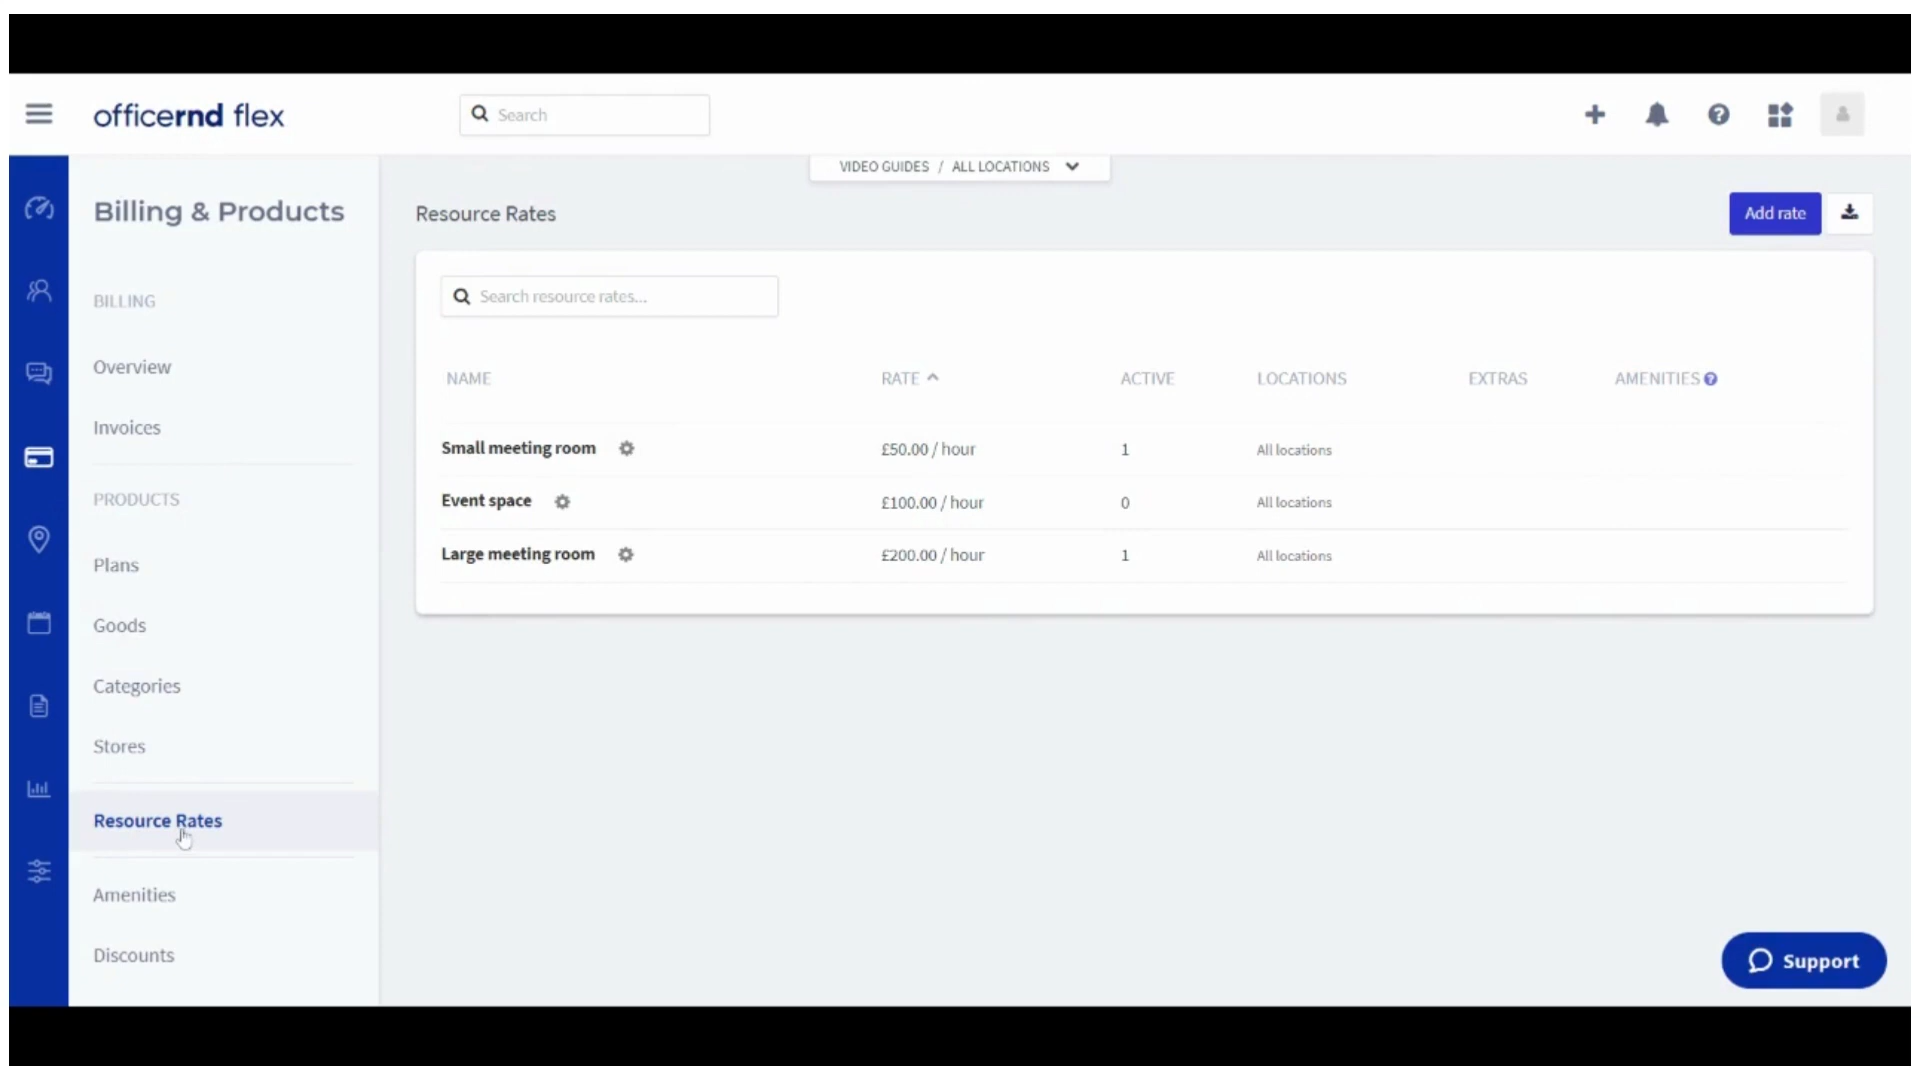 officernd flex
Search
VIDEO GUIDES / ALL LOCATIONS
Billing & Products
BILLING
Overview
Invoices
PRODUCTS
Plans
Goods
Categories
Stores
Resource Rates
Amenities
Discounts
Resource Rates
Add rate
Search resource rates...
NAME RATE ACTIVE LOCATIONS EXTRAS AMENITIES
Small meeting room £50.00 / hour 1 All locations
Event space £100.00 / hour 0 All locations
Large meeting room £200.00 / hour 1 All locations
Support